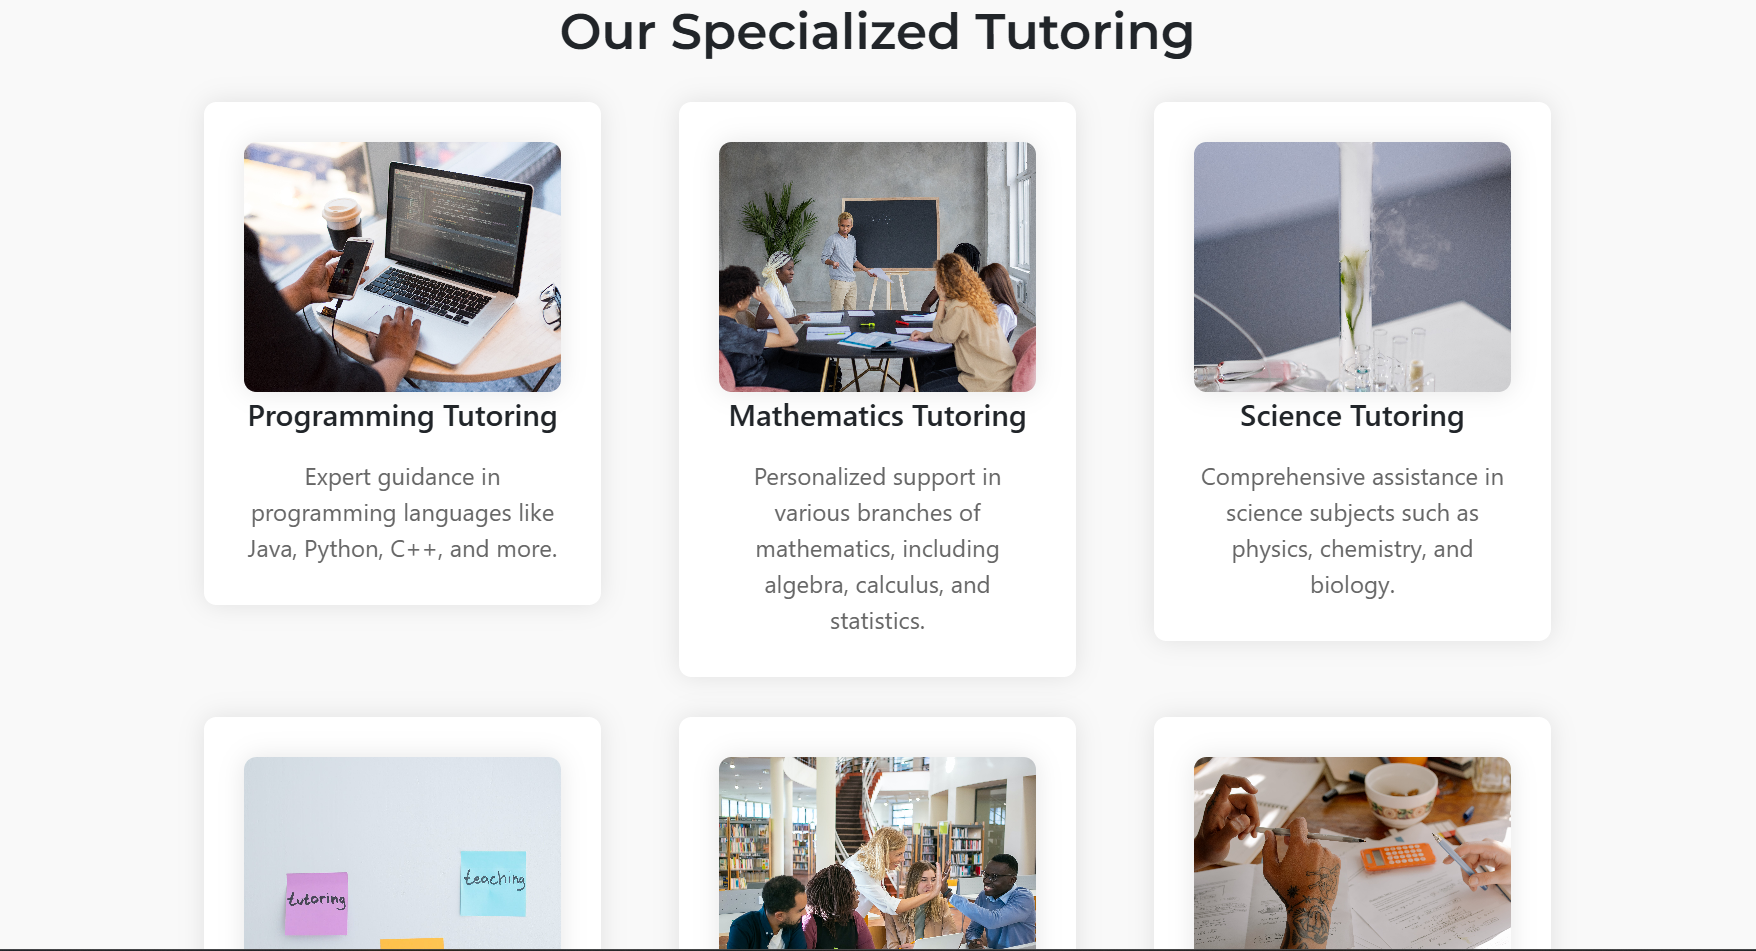 Our Specialized Tutoring
Programming Tutoring
Expert guidance in
programming languages like
Java, Python, C++, and more.
Mathematics Tutoring
Personalized support in
various branches of
mathematics, including
algebra, calculus, and
statistics.
Science Tutoring
Comprehensive assistance in
science subjects such as
physics, chemistry, and
biology.
tutoring
teaching